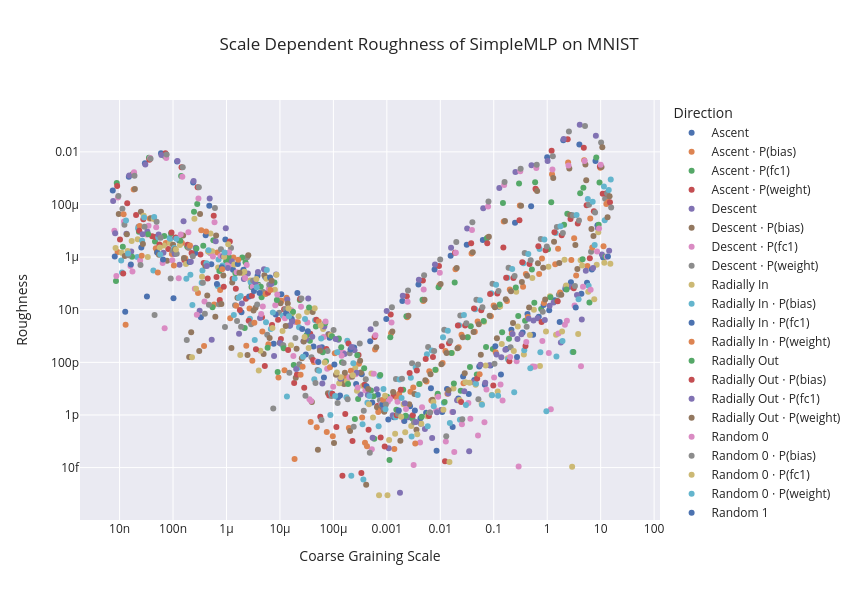 Scale Dependent Roughness of SimpleMLP on MNIST
Direction
Ascent
Ascent · P(bias)
Ascent · P(fc1)
Ascent · P(weight)
Descent
Descent · P(bias)
Descent · P(fc1)
Descent · P(weight)
Radially In
Radially In · P(bias)
Radially In · P(fc1)
Radially In · P(weight)
Radially Out
Radially Out · P(bias)
Radially Out · P(fc1)
Radially Out · P(weight)
Random 0
Random 0 · P(bias)
Random 0 · P(fc1)
Random 0 · P(weight)
Random 1
Roughness
0.01
100μ
1μ
10n
100p
1p
10f
10n 100n 1μ 10μ 100μ 0.001 0.01 0.1 1 10 100
Coarse Graining Scale